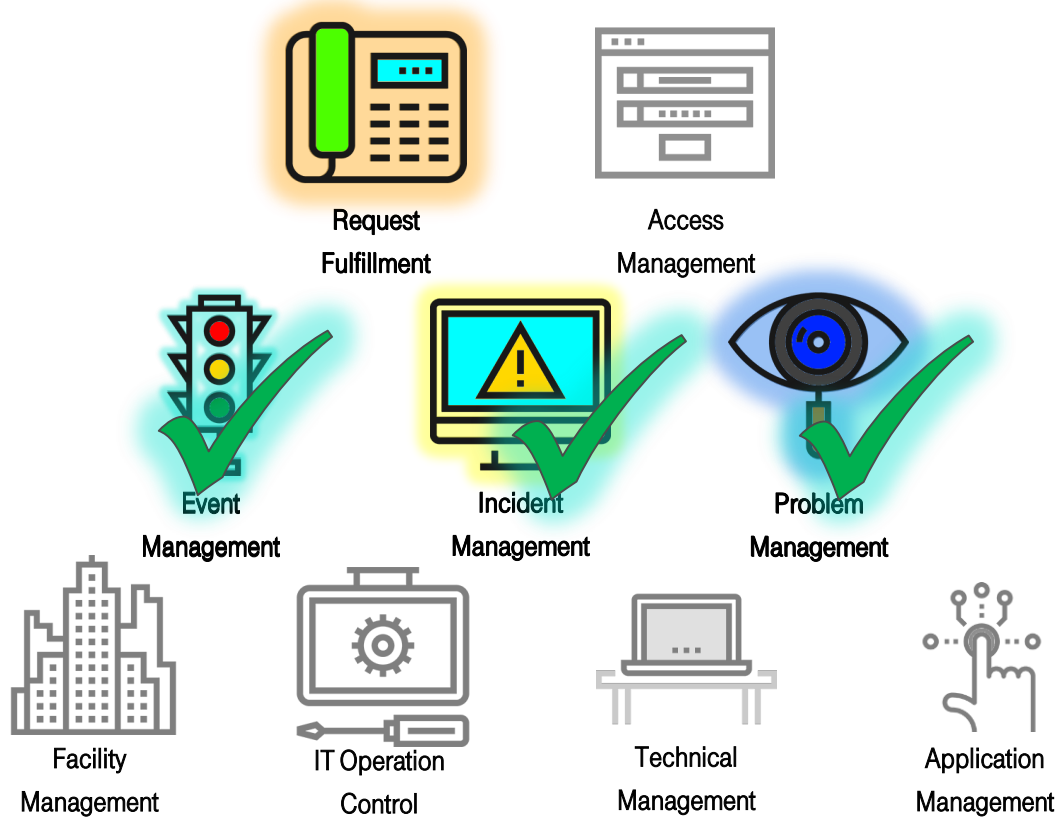 Request
Fulfillment
Access
Management
Event
Management
Incident
Management
Problem
Management
Facility
Management
IT Operation
Control
Technical
Management
Application
Management